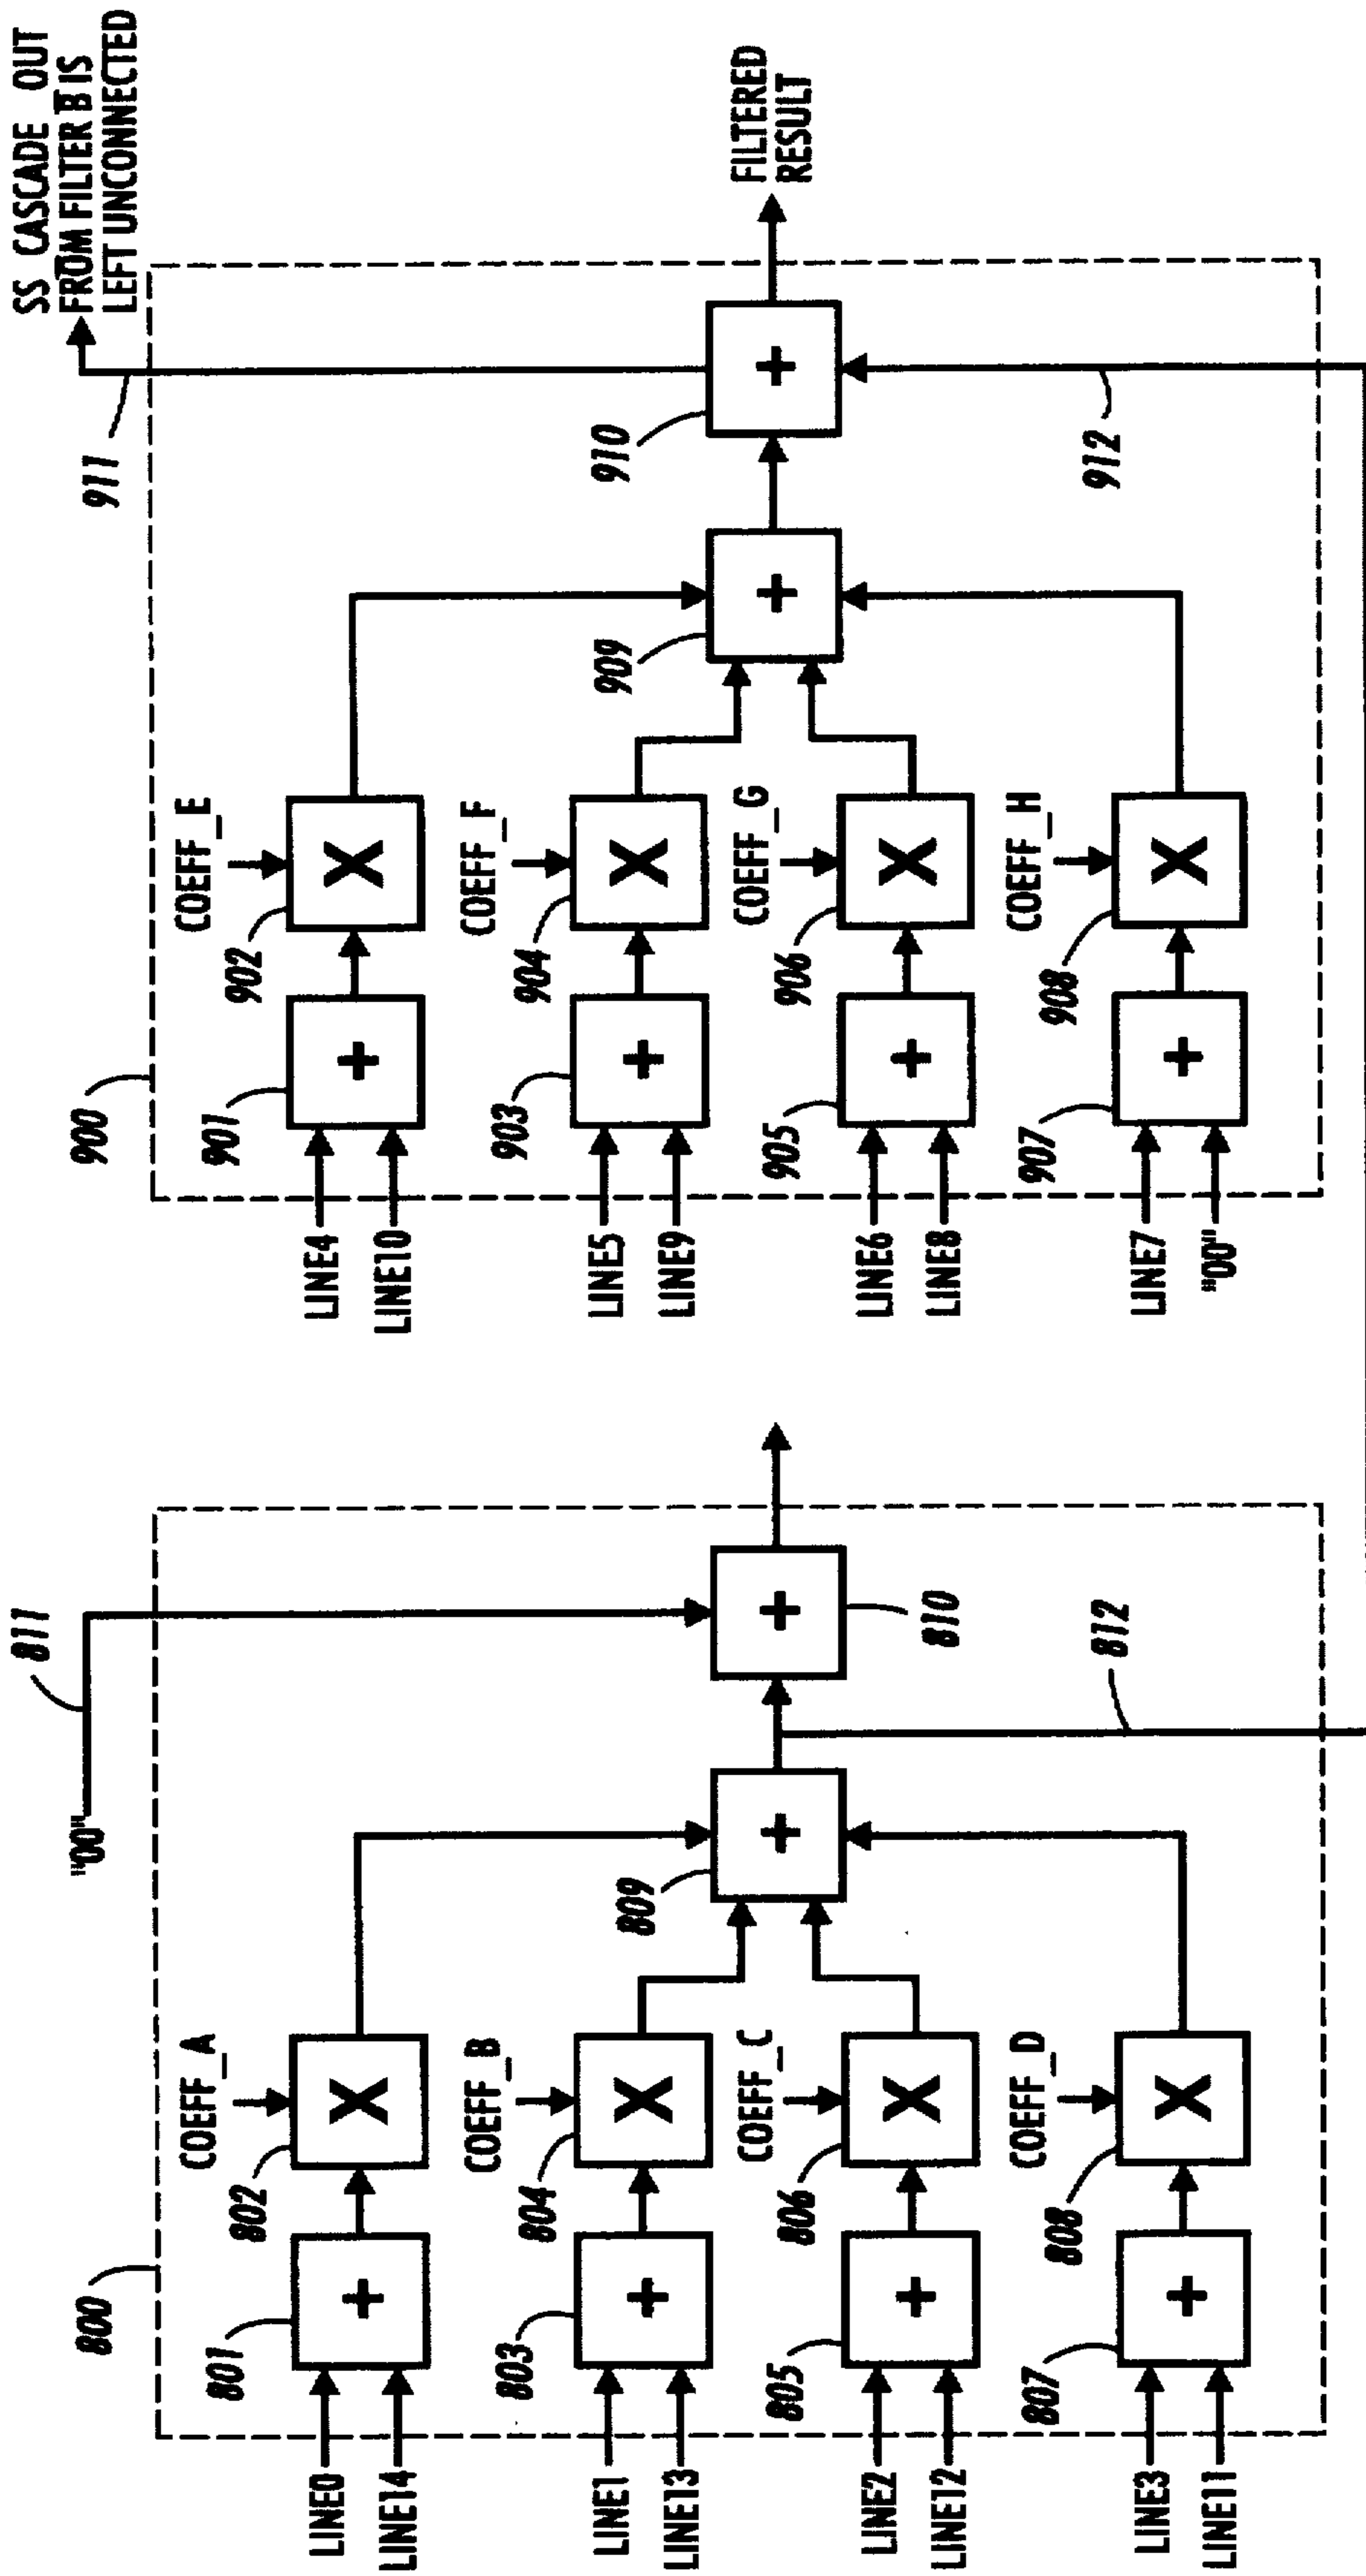 800
811
"00"
801
802
COEFF_A
LINE0
LINE14
+
X
803
804
COEFF_B
LINE1
LINE13
+
X
809
+
810
+
805
806
COEFF_C
LINE2
LINE12
+
X
807
808
COEFF_D
LINE3
LINE11
+
X
812
900
911
SS_CASCADE_OUT
FROM FILTER B IS
LEFT UNCONNECTED
901
902
COEFF_E
LINE4
LINE10
+
X
903
904
COEFF_F
LINE5
LINE9
+
X
909
+
910
+
FILTERED
RESULT
905
906
COEFF_G
LINE6
LINE8
+
X
907
908
COEFF_H
LINE7
"00"
+
X
912